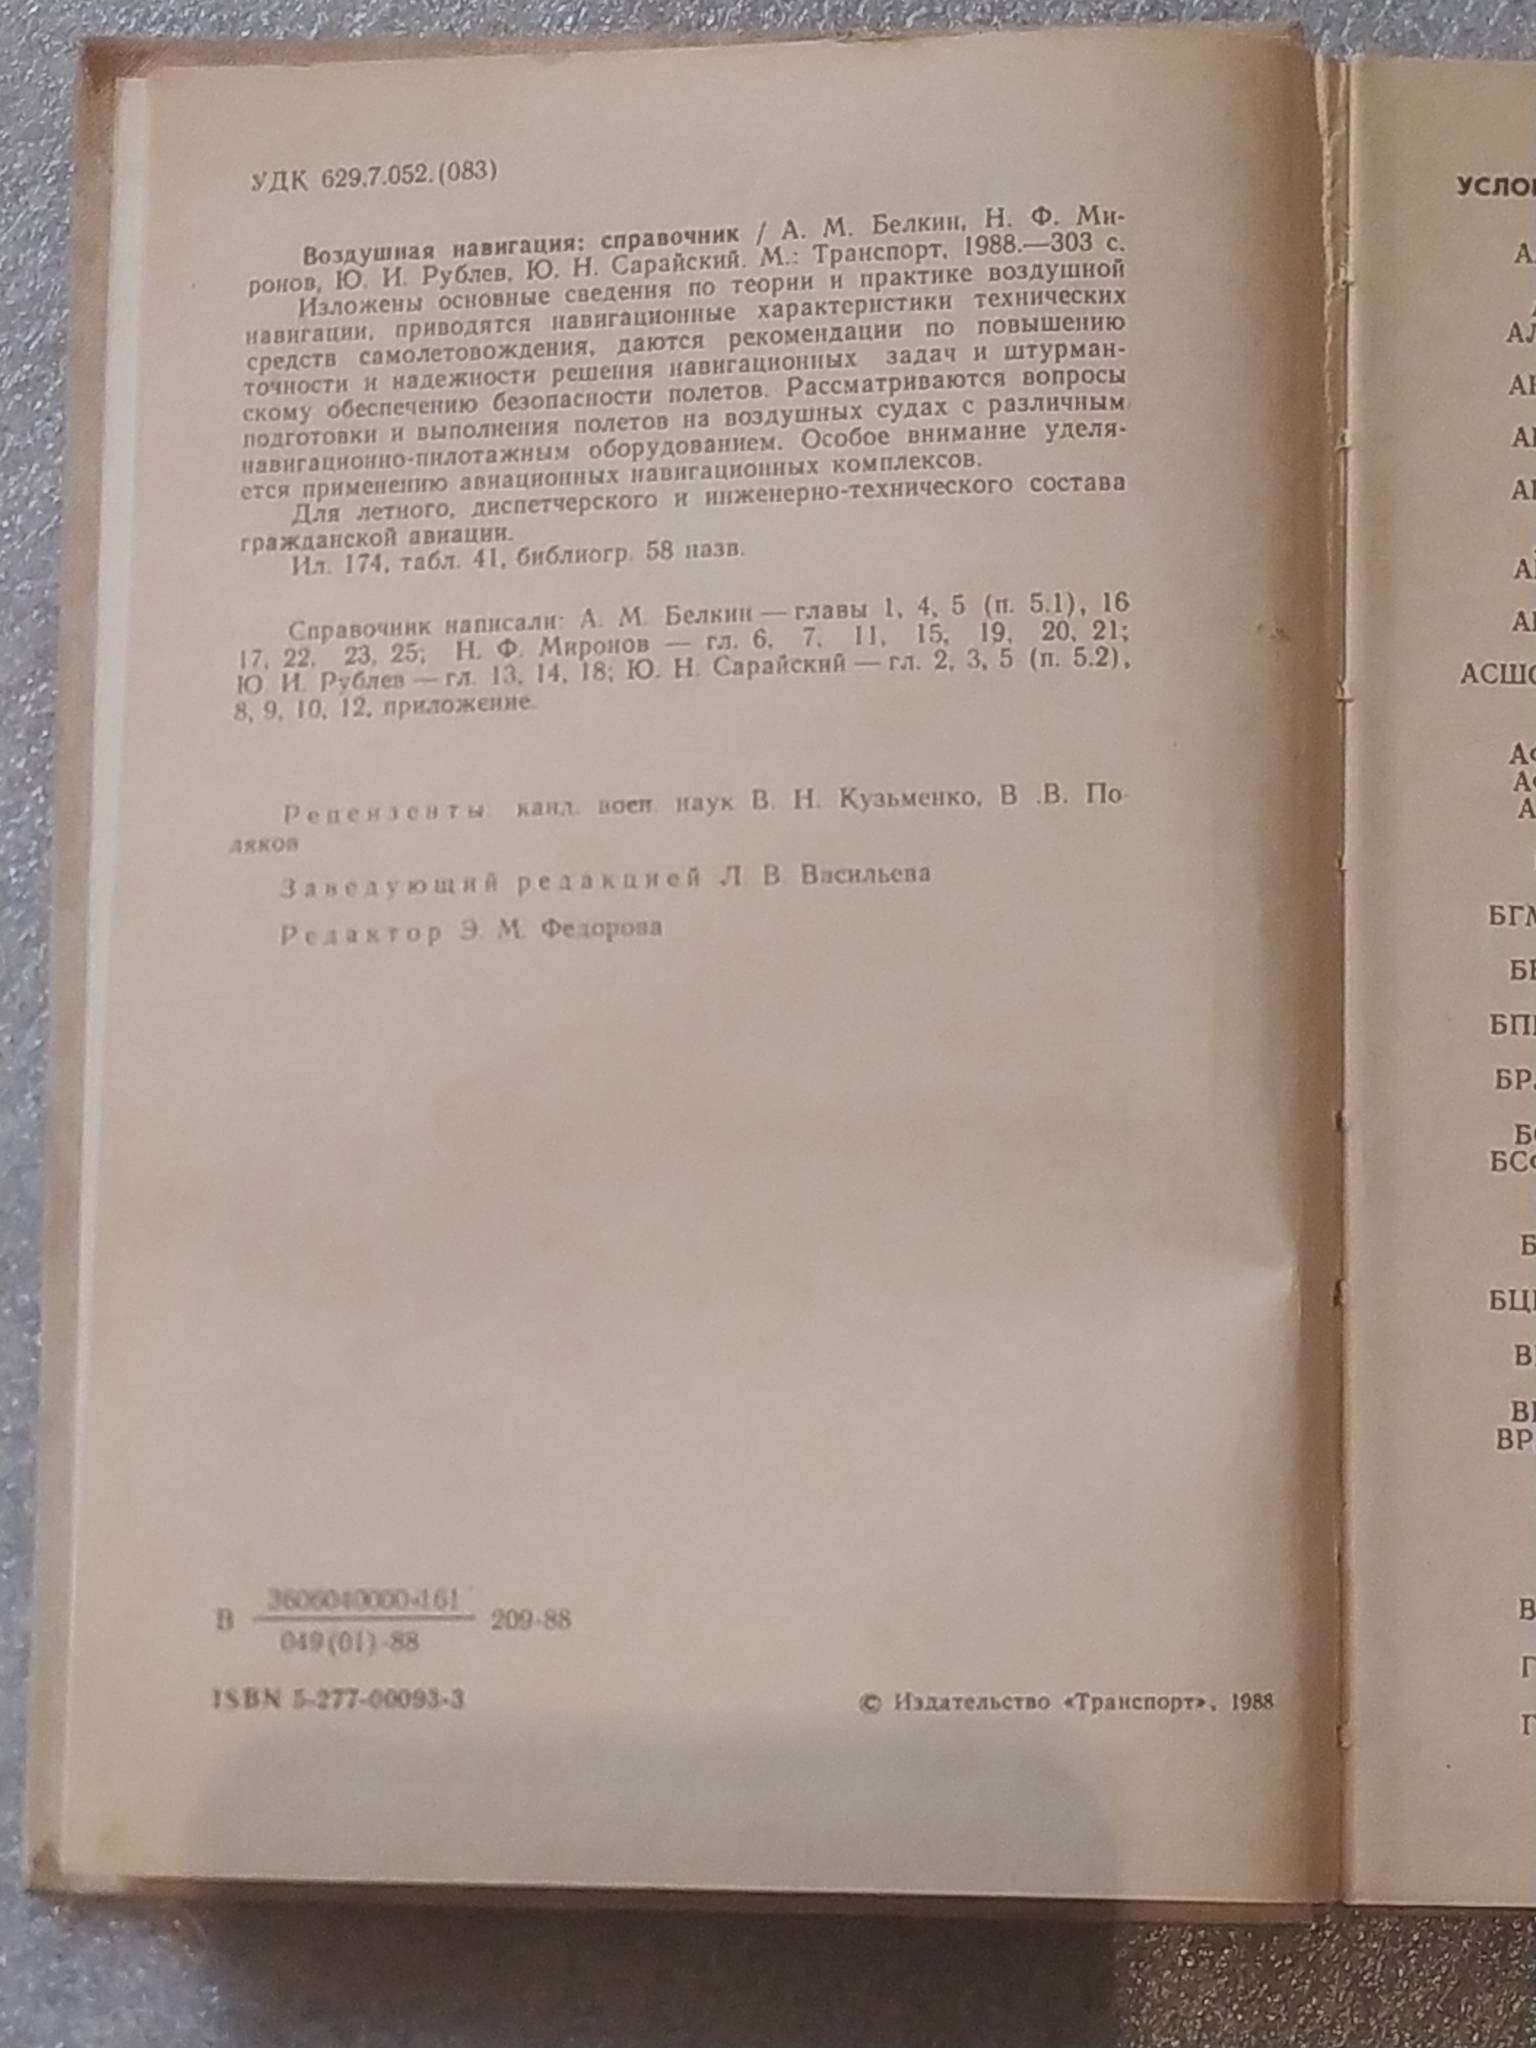 УДК 629.7.052.(083)
Воздушная навигация: справочник / А. М. Белкин, Н. Ф. Ми-
ронов, Ю. И. Рублев, Ю. Н. Сарайский. М.: Транспорт, 1988.—303 с.
Изложены основные сведения по теории и практике воздушной
навигации, приводятся навигационные характеристики технических
средств самолетовождения, даются рекомендации по повышению
точности и надежности решения навигационных задач и штурман-
скому обеспечению безопасности полетов. Рассматриваются вопросы
подготовки и выполнения полетов на воздушных судах с различным
навигационно-пилотажным оборудованием. Особое внимание уделя-
ется применению авиационных навигационных комплексов.
Для летного, диспетчерского и инженерно-технического состава
гражданской авиации.
Ил. 174, табл. 41, библиогр. 58 назв.
Справочник написали: А. М. Белкин — главы 1, 4, 5 (п. 5.1), 16
17, 22, 23, 25; Н. Ф. Миронов — гл. 6, 7, 11, 15, 19, 20, 21;
Ю. И. Рублев — гл. 13, 14, 18; Ю. Н. Сарайский — гл. 2, 3, 5 (п. 5.2),
8, 9, 10, 12, приложение.
Рецензенты: канд. воен. наук В. Н. Кузьменко, В .В. По-
ляков
Заведующий редакцией Л. В. Васильева
Редактор Э. М. Федорова
В 3606040000-161 209-88
049(01)-88
ISBN 5-277-00093-3
© Издательство «Транспорт», 1988
УСЛО
АЛ
АСШО
БГМ
БЦ
ВР